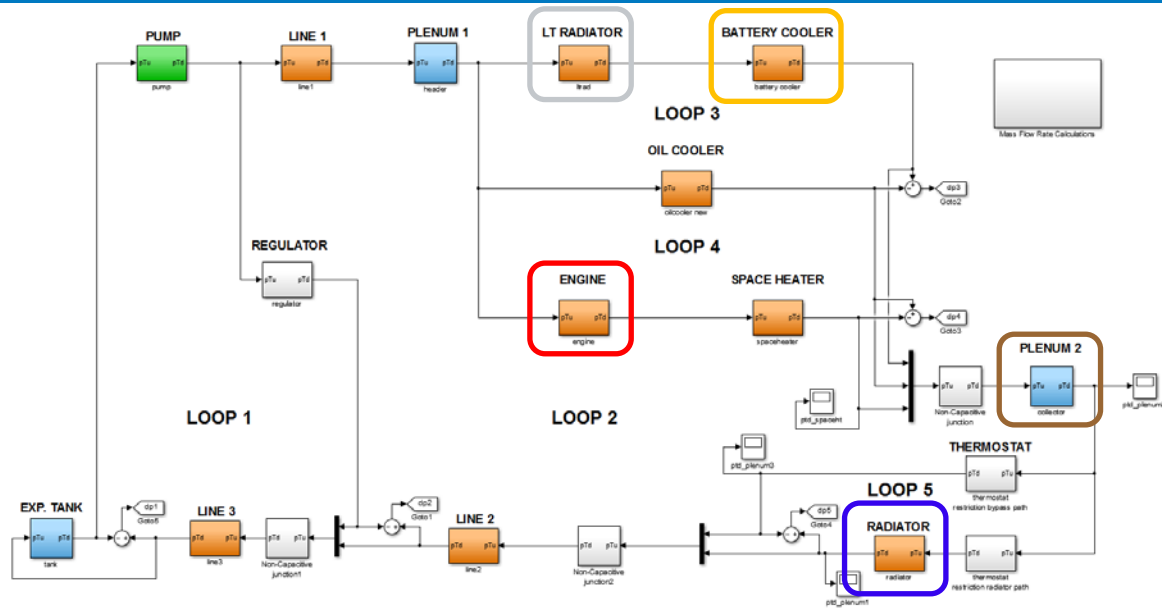 PUMP
pTu pTd
pump
LINE 1
pTu pTd
line1
PLENUM 1
pTu pTd
header
LT RADIATOR
pTu pTd
ltrad
BATTERY COOLER
pTu pTd
battery cooler
Mass Flow Rate Calculations
LOOP 3
OIL COOLER
pTu pTd
oilcooler new
dp3
Goto2
REGULATOR
pTu pTd
regulator
LOOP 4
ENGINE
pTu pTd
engine
SPACE HEATER
pTu pTd
spaceheater
dp4
Goto3
PLENUM 2
pTu pTd
collector
pTu pTd
Non-Capacitive
junction
ptd_spaceht
LOOP 1
LOOP 2
ptd_plenum3
THERMOSTAT
pTd pTu
thermostat
restriction bypass path
LOOP 5
EXP. TANK
pTu pTd
tank
dp1
Goto5
LINE 3
pTd pTu
line3
pTd pTu
Non-Capacitive
junction1
dp2
Goto1
LINE 2
pTd pTu
line2
pTd pTu
Non-Capacitive
junction2
dp5
Goto4
RADIATOR
pTd pTu
radiator
pTd pTu
thermostat
restriction radiator path
ptd_plenum1